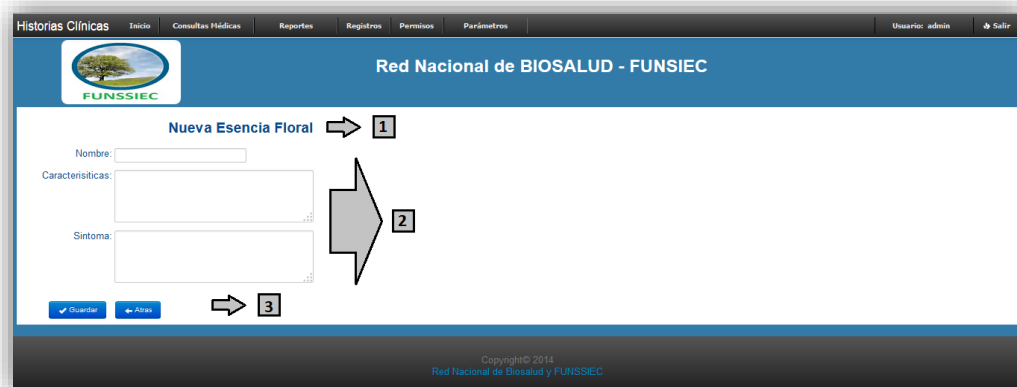 Historias Clínicas Inicio Consultas Médicas Reportes Registros Permisos Parámetros Usuario: admin Salir
FUNSSIEC
Red Nacional de BIOSALUD - FUNSIEC
Nueva Esencia Floral 1
Nombre:
Caracterisiticas:
2
Sintoma:
Guardar Atras 3
Copyright© 2014
Red Nacional de Biosalud y FUNSSIEC